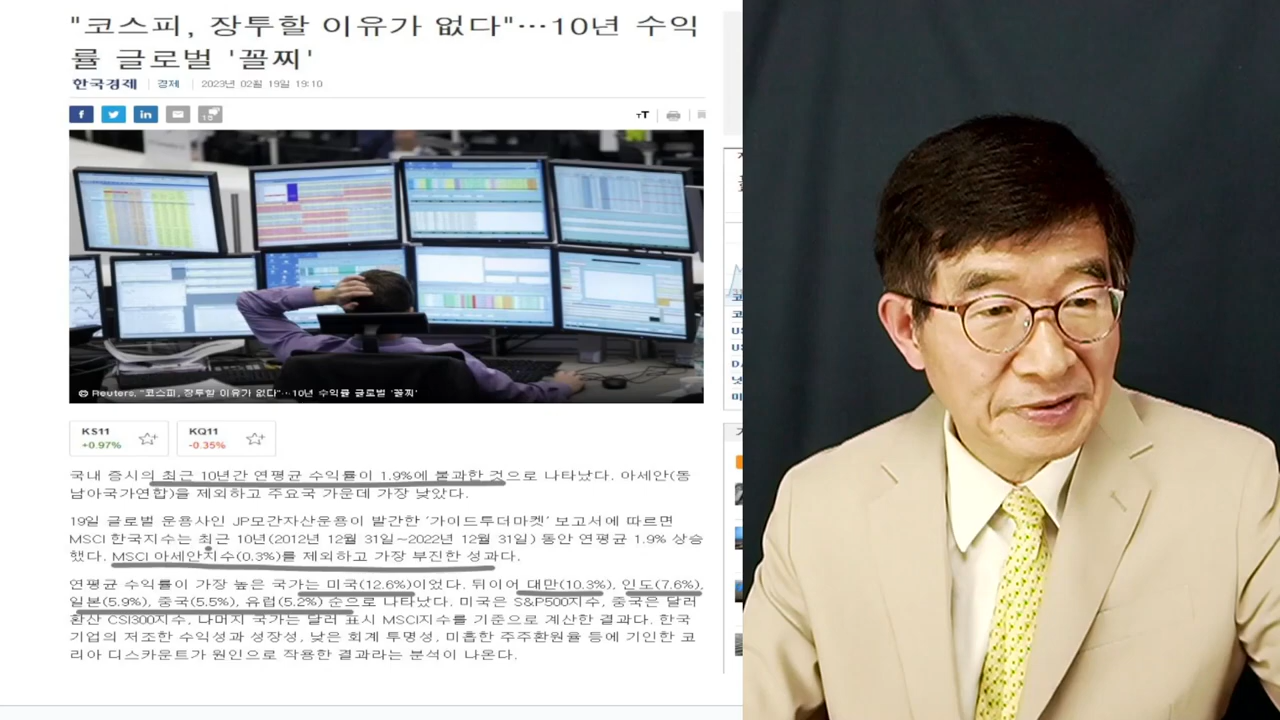 "코스피, 장투할 이유가 없다"…10년 수익
률 글로벌 '꼴찌'
한국경제 | 경제 | 2023년 02월 19일 19:10
© Reuters. "코스피, 장투할 이유가 없다"…10년 수익률 글로벌 '꼴찌'
KS11 KQ11
+0.97% -0.35%
국내 증시의 최근 10년간 연평균 수익률이 1.9%에 불과한 것으로 나타났다. 아세안(동
남아국가연합)을 제외하고 주요국 가운데 가장 낮았다.
19일 글로벌 운용사인 JP모간자산운용이 발간한 '가이드투더마켓' 보고서에 따르면
MSCI 한국지수는 최근 10년(2012년 12월 31일~2022년 12월 31일) 동안 연평균 1.9% 상승
했다. MSCI 아세안지수(0.3%)를 제외하고 가장 부진한 성과다.
연평균 수익률이 가장 높은 국가는 미국(12.6%)이었다. 뒤이어 대만(10.3%), 인도(7.6%),
일본(5.9%), 중국(5.5%), 유럽(5.2%) 순으로 나타났다. 미국은 S&P500지수, 중국은 달러
환산 CSI300지수, 나머지 국가는 달러 표시 MSCI지수를 기준으로 계산한 결과다. 한국
기업의 저조한 수익성과 성장성, 낮은 회계 투명성, 미흡한 주주환원율 등에 기인한 코
리아 디스카운트가 원인으로 작용한 결과라는 분석이 나온다.